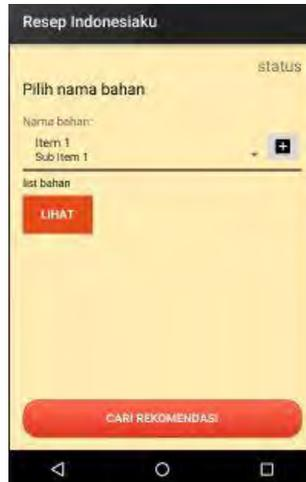 Resep Indonesiaku
status
Pilih nama bahan
Nama bahan:
Item 1
Sub Item 1
list bahan
LIHAT
CARI REKOMENDASI